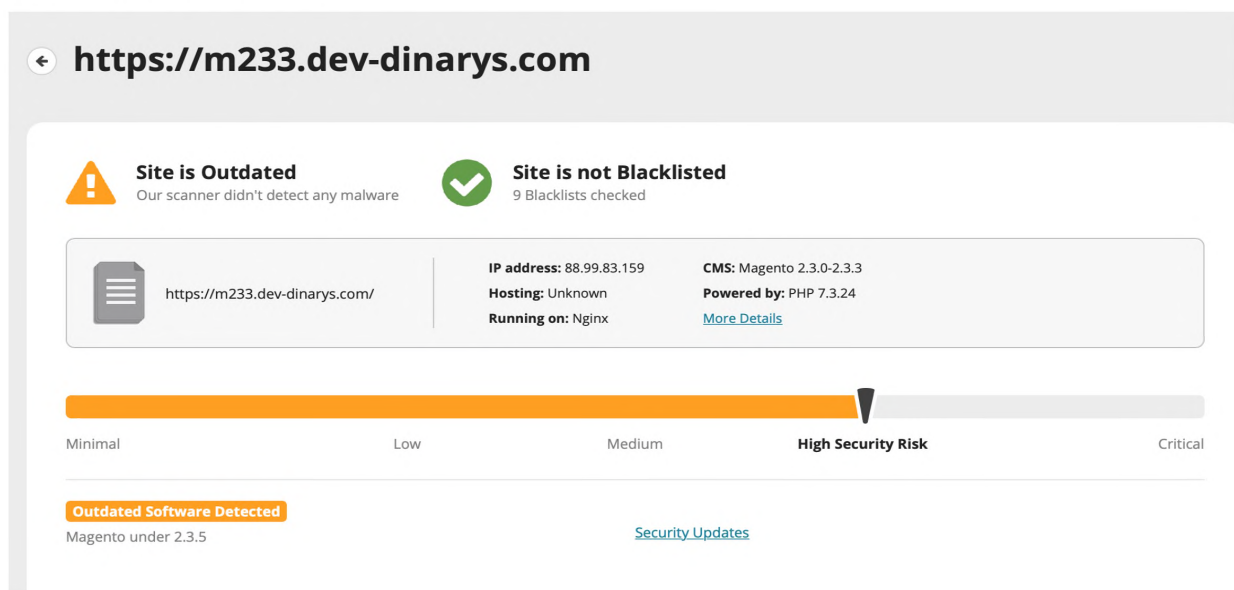 https://m233.dev-dinarys.com
Site is Outdated
Our scanner didn't detect any malware
Site is not Blacklisted
9 Blacklists checked
https://m233.dev-dinarys.com/
IP address: 88.99.83.159
Hosting: Unknown
Running on: Nginx
CMS: Magento 2.3.0-2.3.3
Powered by: PHP 7.3.24
More Details
Minimal
Low
Medium
High Security Risk
Critical
Outdated Software Detected
Magento under 2.3.5
Security Updates